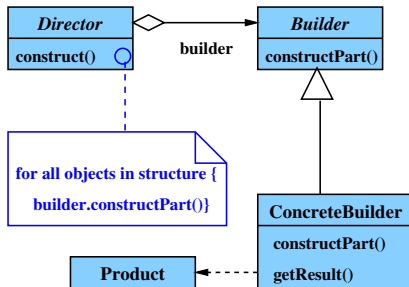 Director
construct()
builder
Builder
constructPart()
for all objects in structure {
builder.constructPart()}
ConcreteBuilder
constructPart()
getResult()
Product